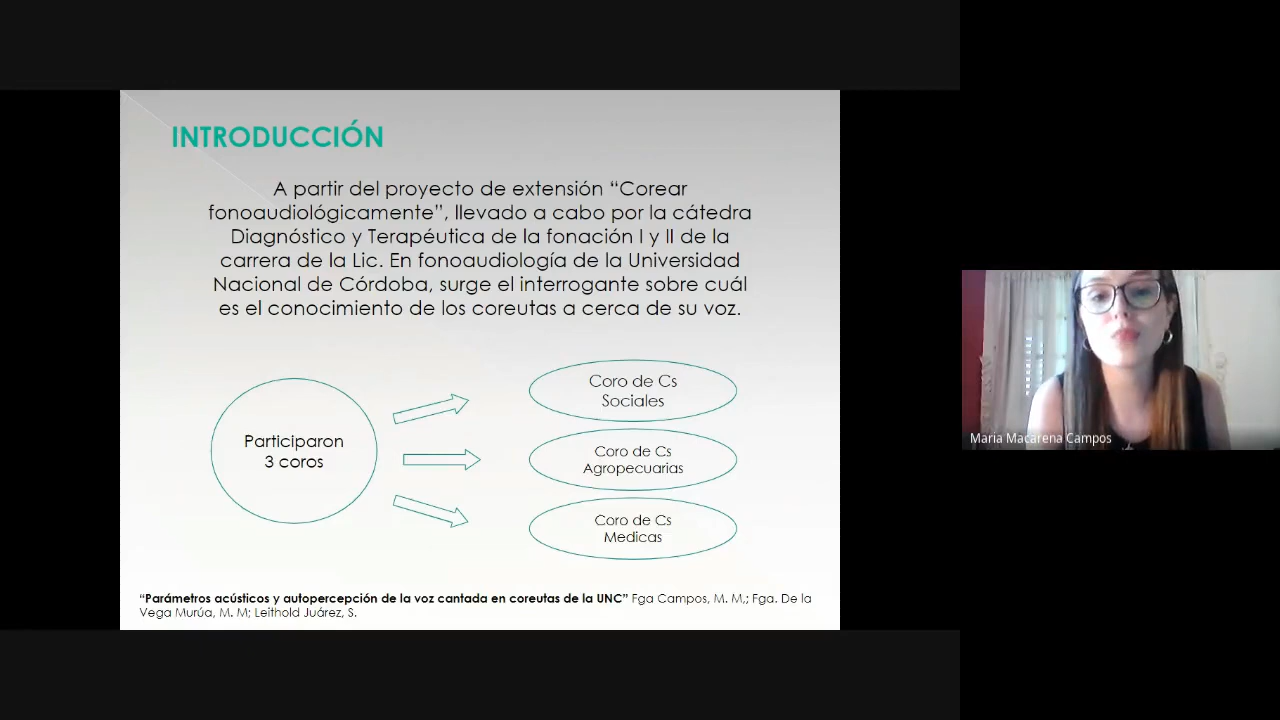 INTRODUCCIÓN
A partir del proyecto de extensión “Corear
fonoaudiológicamente”, llevado a cabo por la cátedra
Diagnóstico y Terapéutica de la fonación I y II de la
carrera de la Lic. En fonoaudiología de la Universidad
Nacional de Córdoba, surge el interrogante sobre cuál
es el conocimiento de los coreutas a cerca de su voz.
Participaron
3 coros
Coro de Cs
Sociales
Coro de Cs
Agropecuarias
Coro de Cs
Medicas
“Parámetros acústicos y autopercepción de la voz cantada en coreutas de la UNC” Fga Campos, M. M.; Fga. De la
Vega Murúa, M. M; Leithold Juárez, S.
Maria Macarena Campos